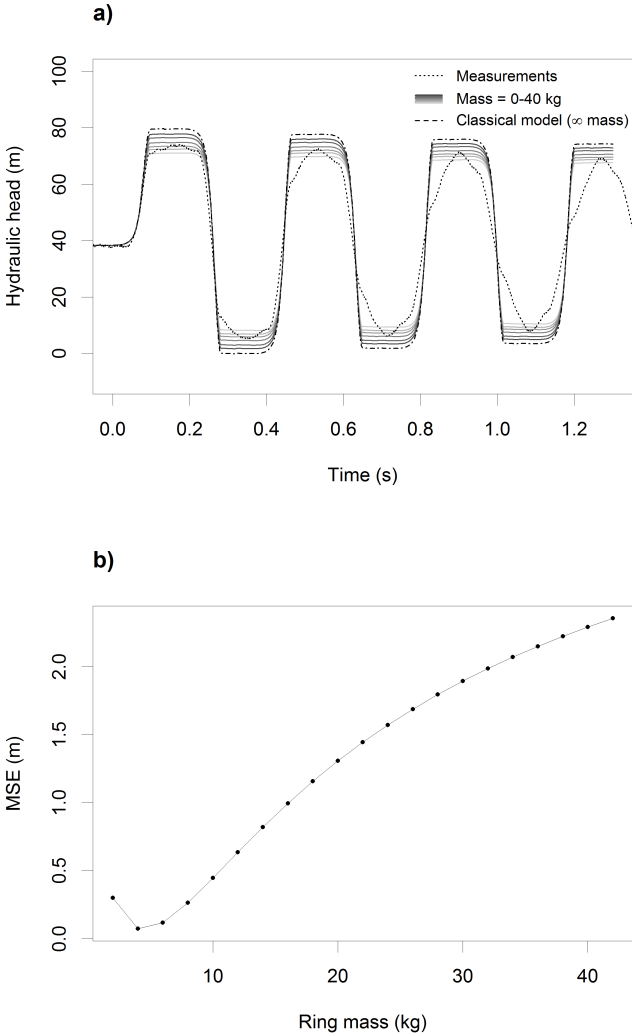 a)
100
80
60
40
20
0
Hydraulic head (m)
Measurements
Mass = 0-40 kg
Classical model (∞ mass)
0.0 0.2 0.4 0.6 0.8 1.0 1.2
Time (s)
b)
2.0
1.5
1.0
0.5
0.0
MSE (m)
10 20 30 40
Ring mass (kg)